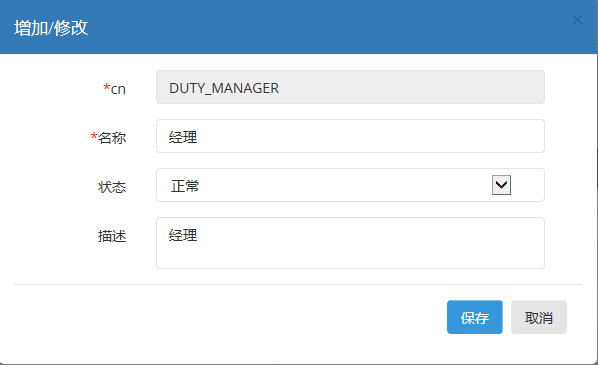 增加/修改
×
*cn DUTY_MANAGER
*名称 经理
状态 正常
描述 经理
保存 取消